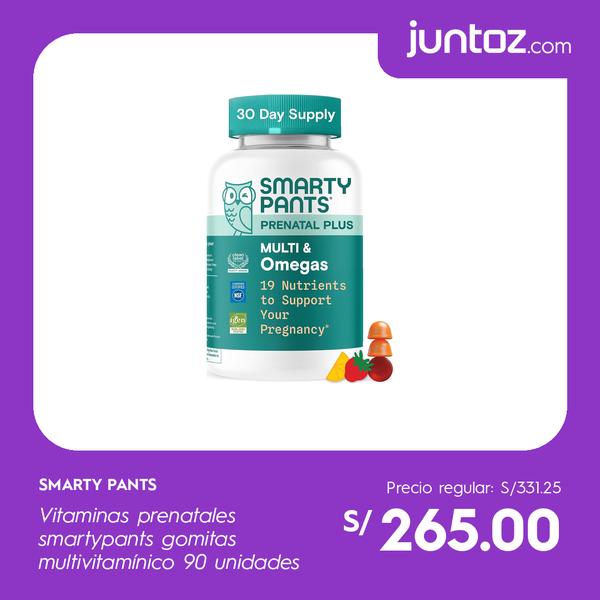 juntoz.com
30 Day Supply
SMARTY
PANTS
PRENATAL PLUS
MULTI &
Omegas
19 Nutrients
to Support
Your
Pregnancy*
NSF
SMARTY PANTS
Vitaminas prenatales
smartypants gomitas
multivitamínico 90 unidades
Precio regular: S/331.25
S/ 265.00